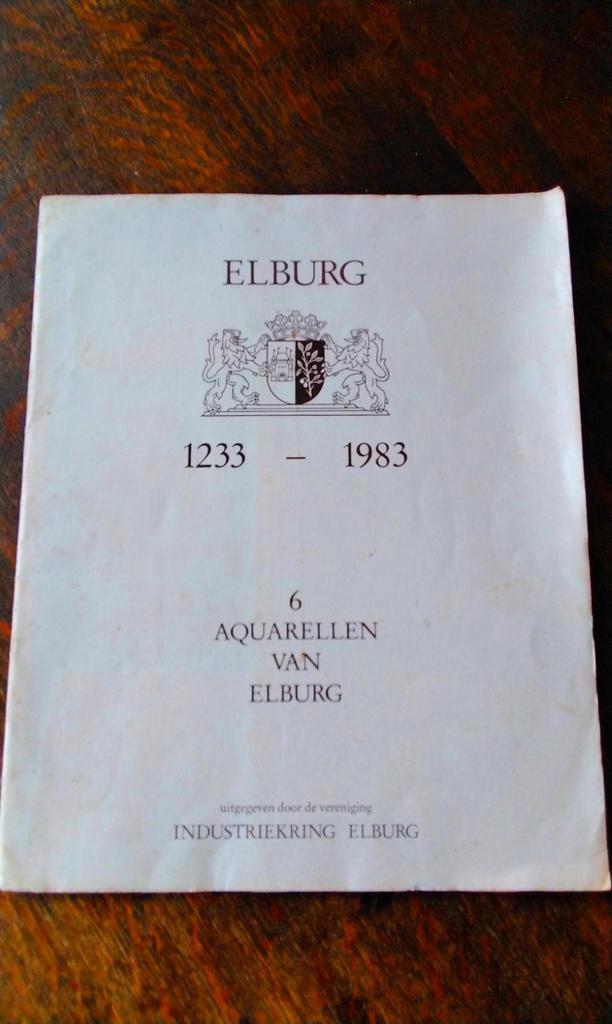 ELBURG
1233 – 1983
6
AQUARELLEN
VAN
ELBURG
uitgegeven door de vereniging
INDUSTRIEKRING ELBURG